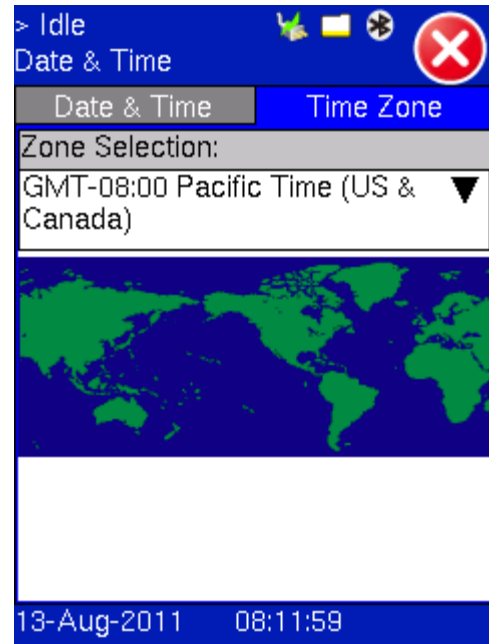 > Idle
Date & Time
Date & Time Time Zone
Zone Selection:
GMT-08:00 Pacific Time (US &
Canada)
13-Aug-2011 08:11:59